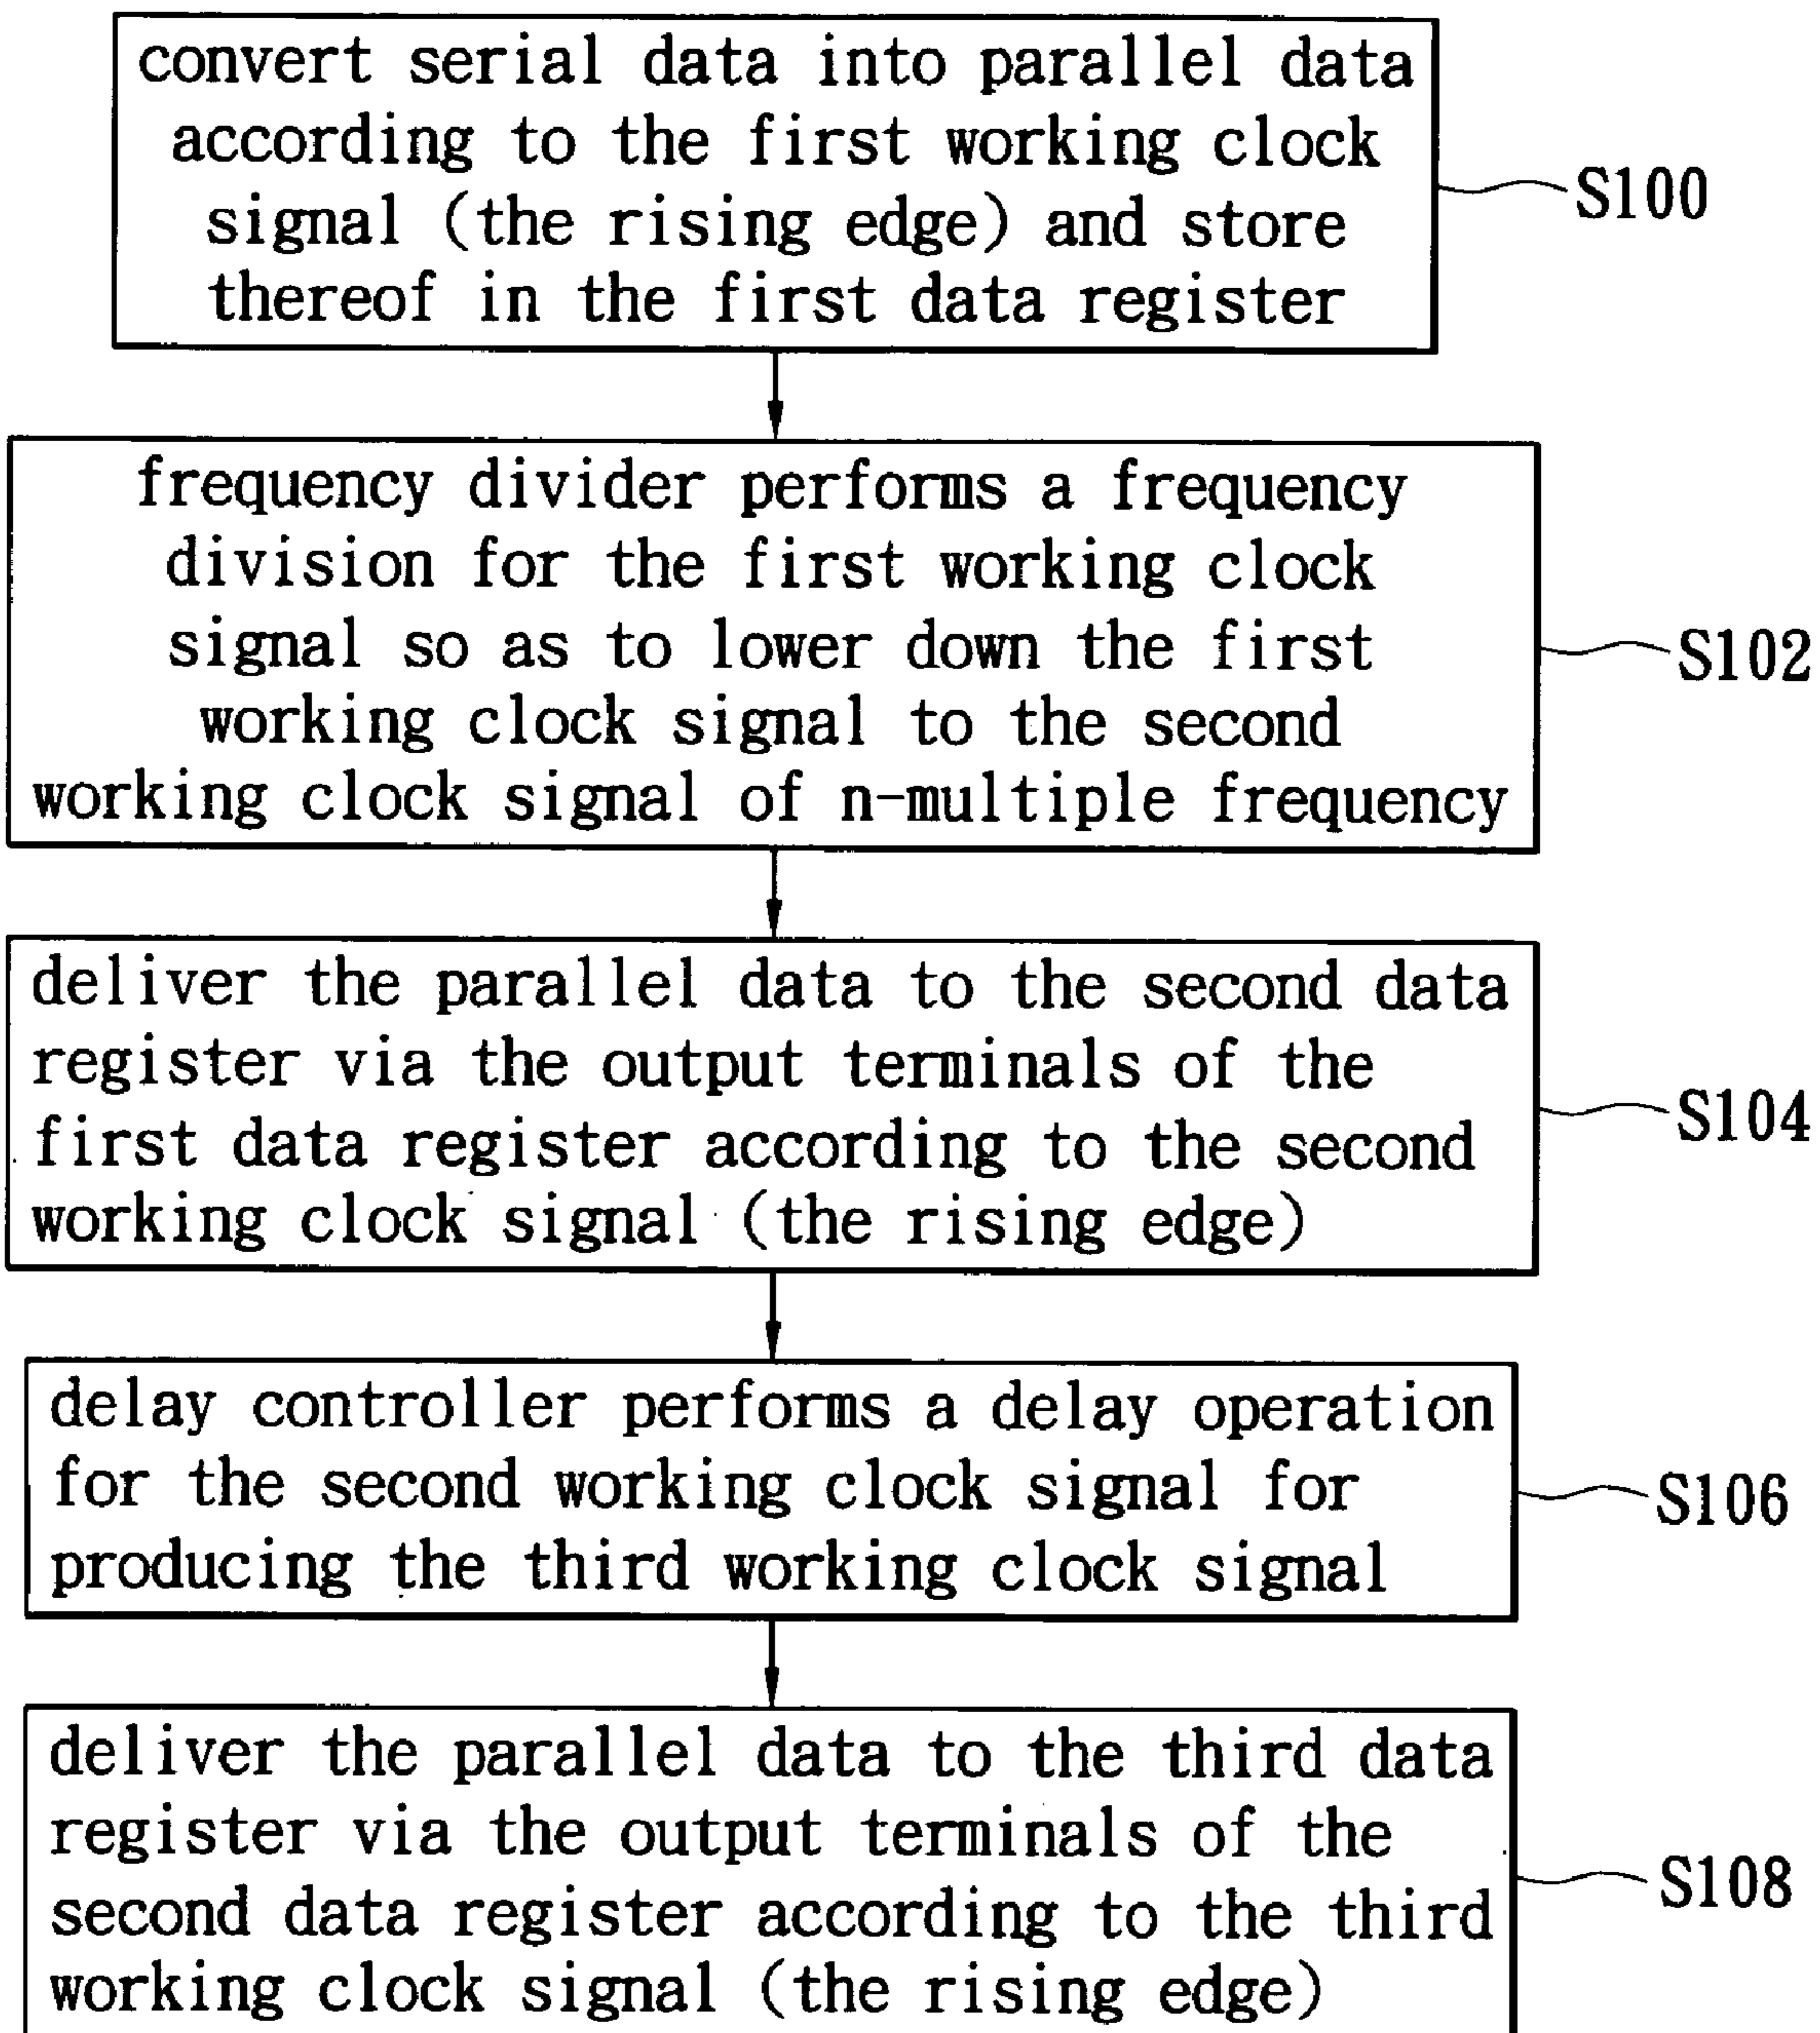 convert serial data into parallel data
according to the first working clock
signal (the rising edge) and store
thereof in the first data register
S100
frequency divider performs a frequency
division for the first working clock
signal so as to lower down the first
working clock signal to the second
working clock signal of n-multiple frequency
S102
deliver the parallel data to the second data
register via the output terminals of the
first data register according to the second
working clock signal (the rising edge)
S104
delay controller performs a delay operation
for the second working clock signal for
producing the third working clock signal
S106
deliver the parallel data to the third data
register via the output terminals of the
second data register according to the third
working clock signal (the rising edge)
S108